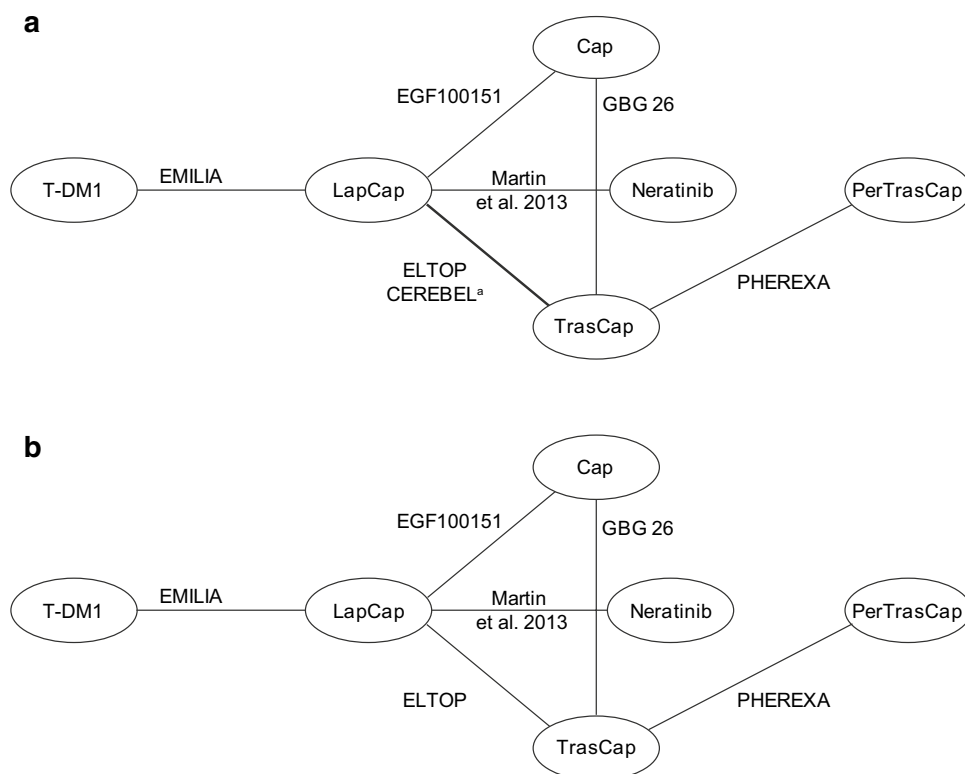 a
Cap
EGF100151
GBG 26
T-DM1
EMILIA
LapCap
Martin
et al. 2013
Neratinib
PerTrasCap
ELTOP
CEREBELᵃ
PHEREXA
TrasCap
b
Cap
EGF100151
GBG 26
T-DM1
EMILIA
LapCap
Martin
et al. 2013
Neratinib
PerTrasCap
ELTOP
PHEREXA
TrasCap